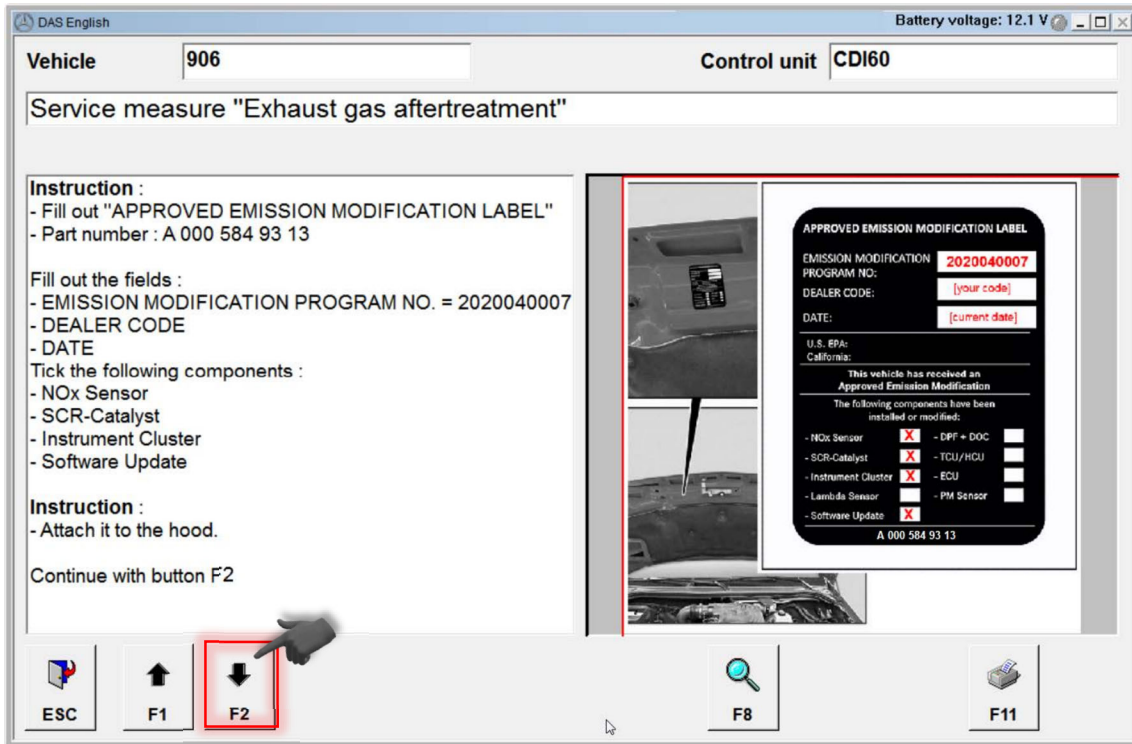 DAS English
Battery voltage: 12.1 V
Vehicle 906
Control unit CDI60
Service measure "Exhaust gas aftertreatment"
Instruction :
- Fill out "APPROVED EMISSION MODIFICATION LABEL"
- Part number : A 000 584 93 13
Fill out the fields :
- EMISSION MODIFICATION PROGRAM NO. = 2020040007
- DEALER CODE
- DATE
Tick the following components :
- NOx Sensor
- SCR-Catalyst
- Instrument Cluster
- Software Update
Instruction :
- Attach it to the hood.
Continue with button F2
APPROVED EMISSION MODIFICATION LABEL
EMISSION MODIFICATION
PROGRAM NO:
2020040007
DEALER CODE:
[your code]
DATE:
[current date]
U.S. EPA:
California:
This vehicle has received an
Approved Emission Modification
The following components have been
installed or modified:
- NOx Sensor X - DPF + DOC
- SCR-Catalyst X - TCU/HCU
- Instrument Cluster X - ECU
- Lambda Sensor - PM Sensor
- Software Update X
A 000 584 93 13
ESC
F1
F2
F8
F11